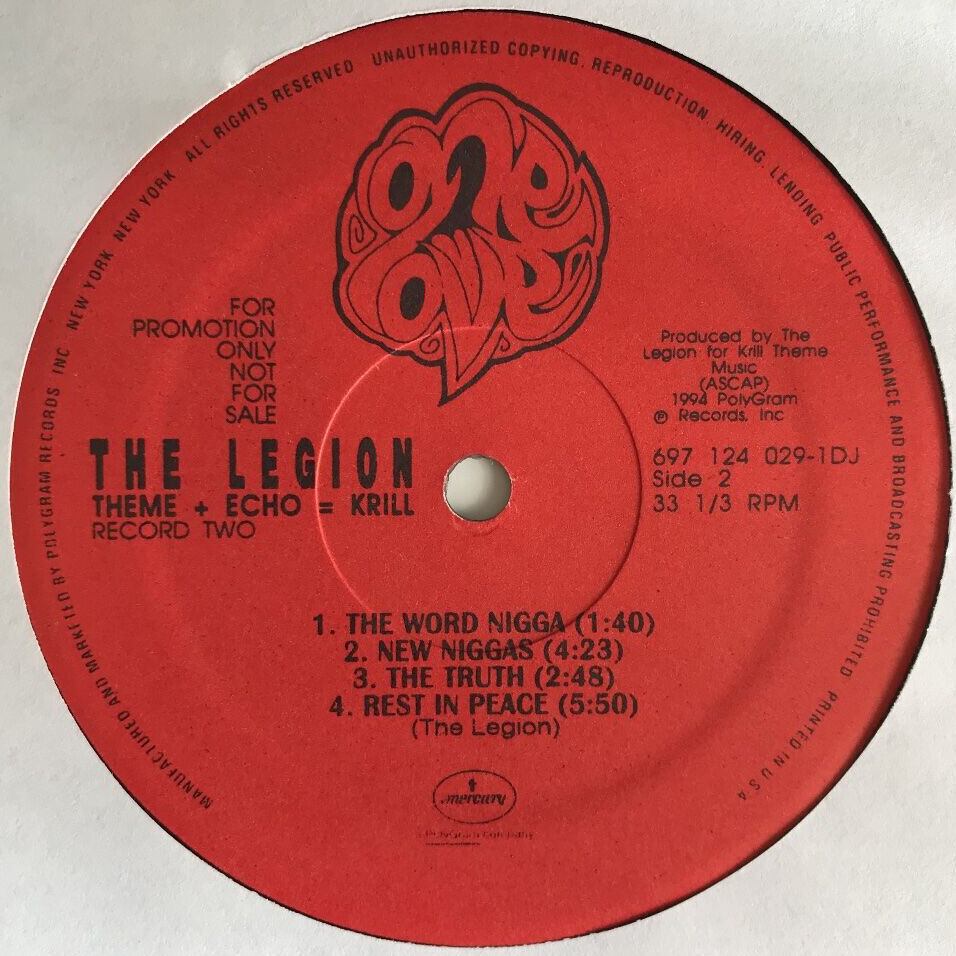 MANUFACTURED AND MARKETED BY POLYGRAM RECORDS INC NEW YORK NEW YORK ALL RIGHTS RESERVED UNAUTHORIZED COPYING. REPRODUCTION HIRING. LENDING PUBLIC PERFORMANCE AND BROADCASTING PROHIBITED PRINTED IN U S A
One
Love
FOR
PROMOTION
ONLY
NOT
FOR
SALE
Produced by The
Legion for Krill Theme
Music
(ASCAP)
1994 PolyGram
℗ Records, Inc
THE LEGION
THEME + ECHO = KRILL
RECORD TWO
697 124 029-1DJ
Side 2
33 1/3 RPM
1. THE WORD NIGGA (1:40)
2. NEW NIGGAS (4:23)
3. THE TRUTH (2:48)
4. REST IN PEACE (5:50)
(The Legion)
mercury
a PolyGram company